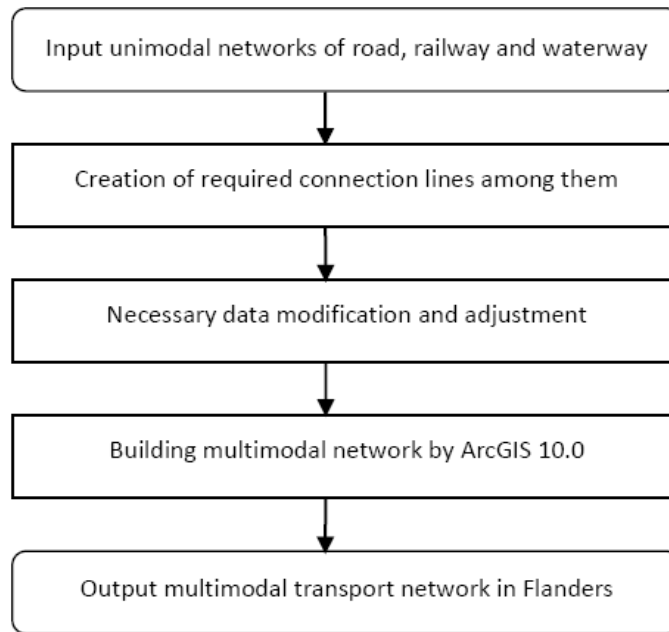 Input unimodal networks of road, railway and waterway
Creation of required connection lines among them
Necessary data modification and adjustment
Building multimodal network by ArcGIS 10.0
Output multimodal transport network in Flanders